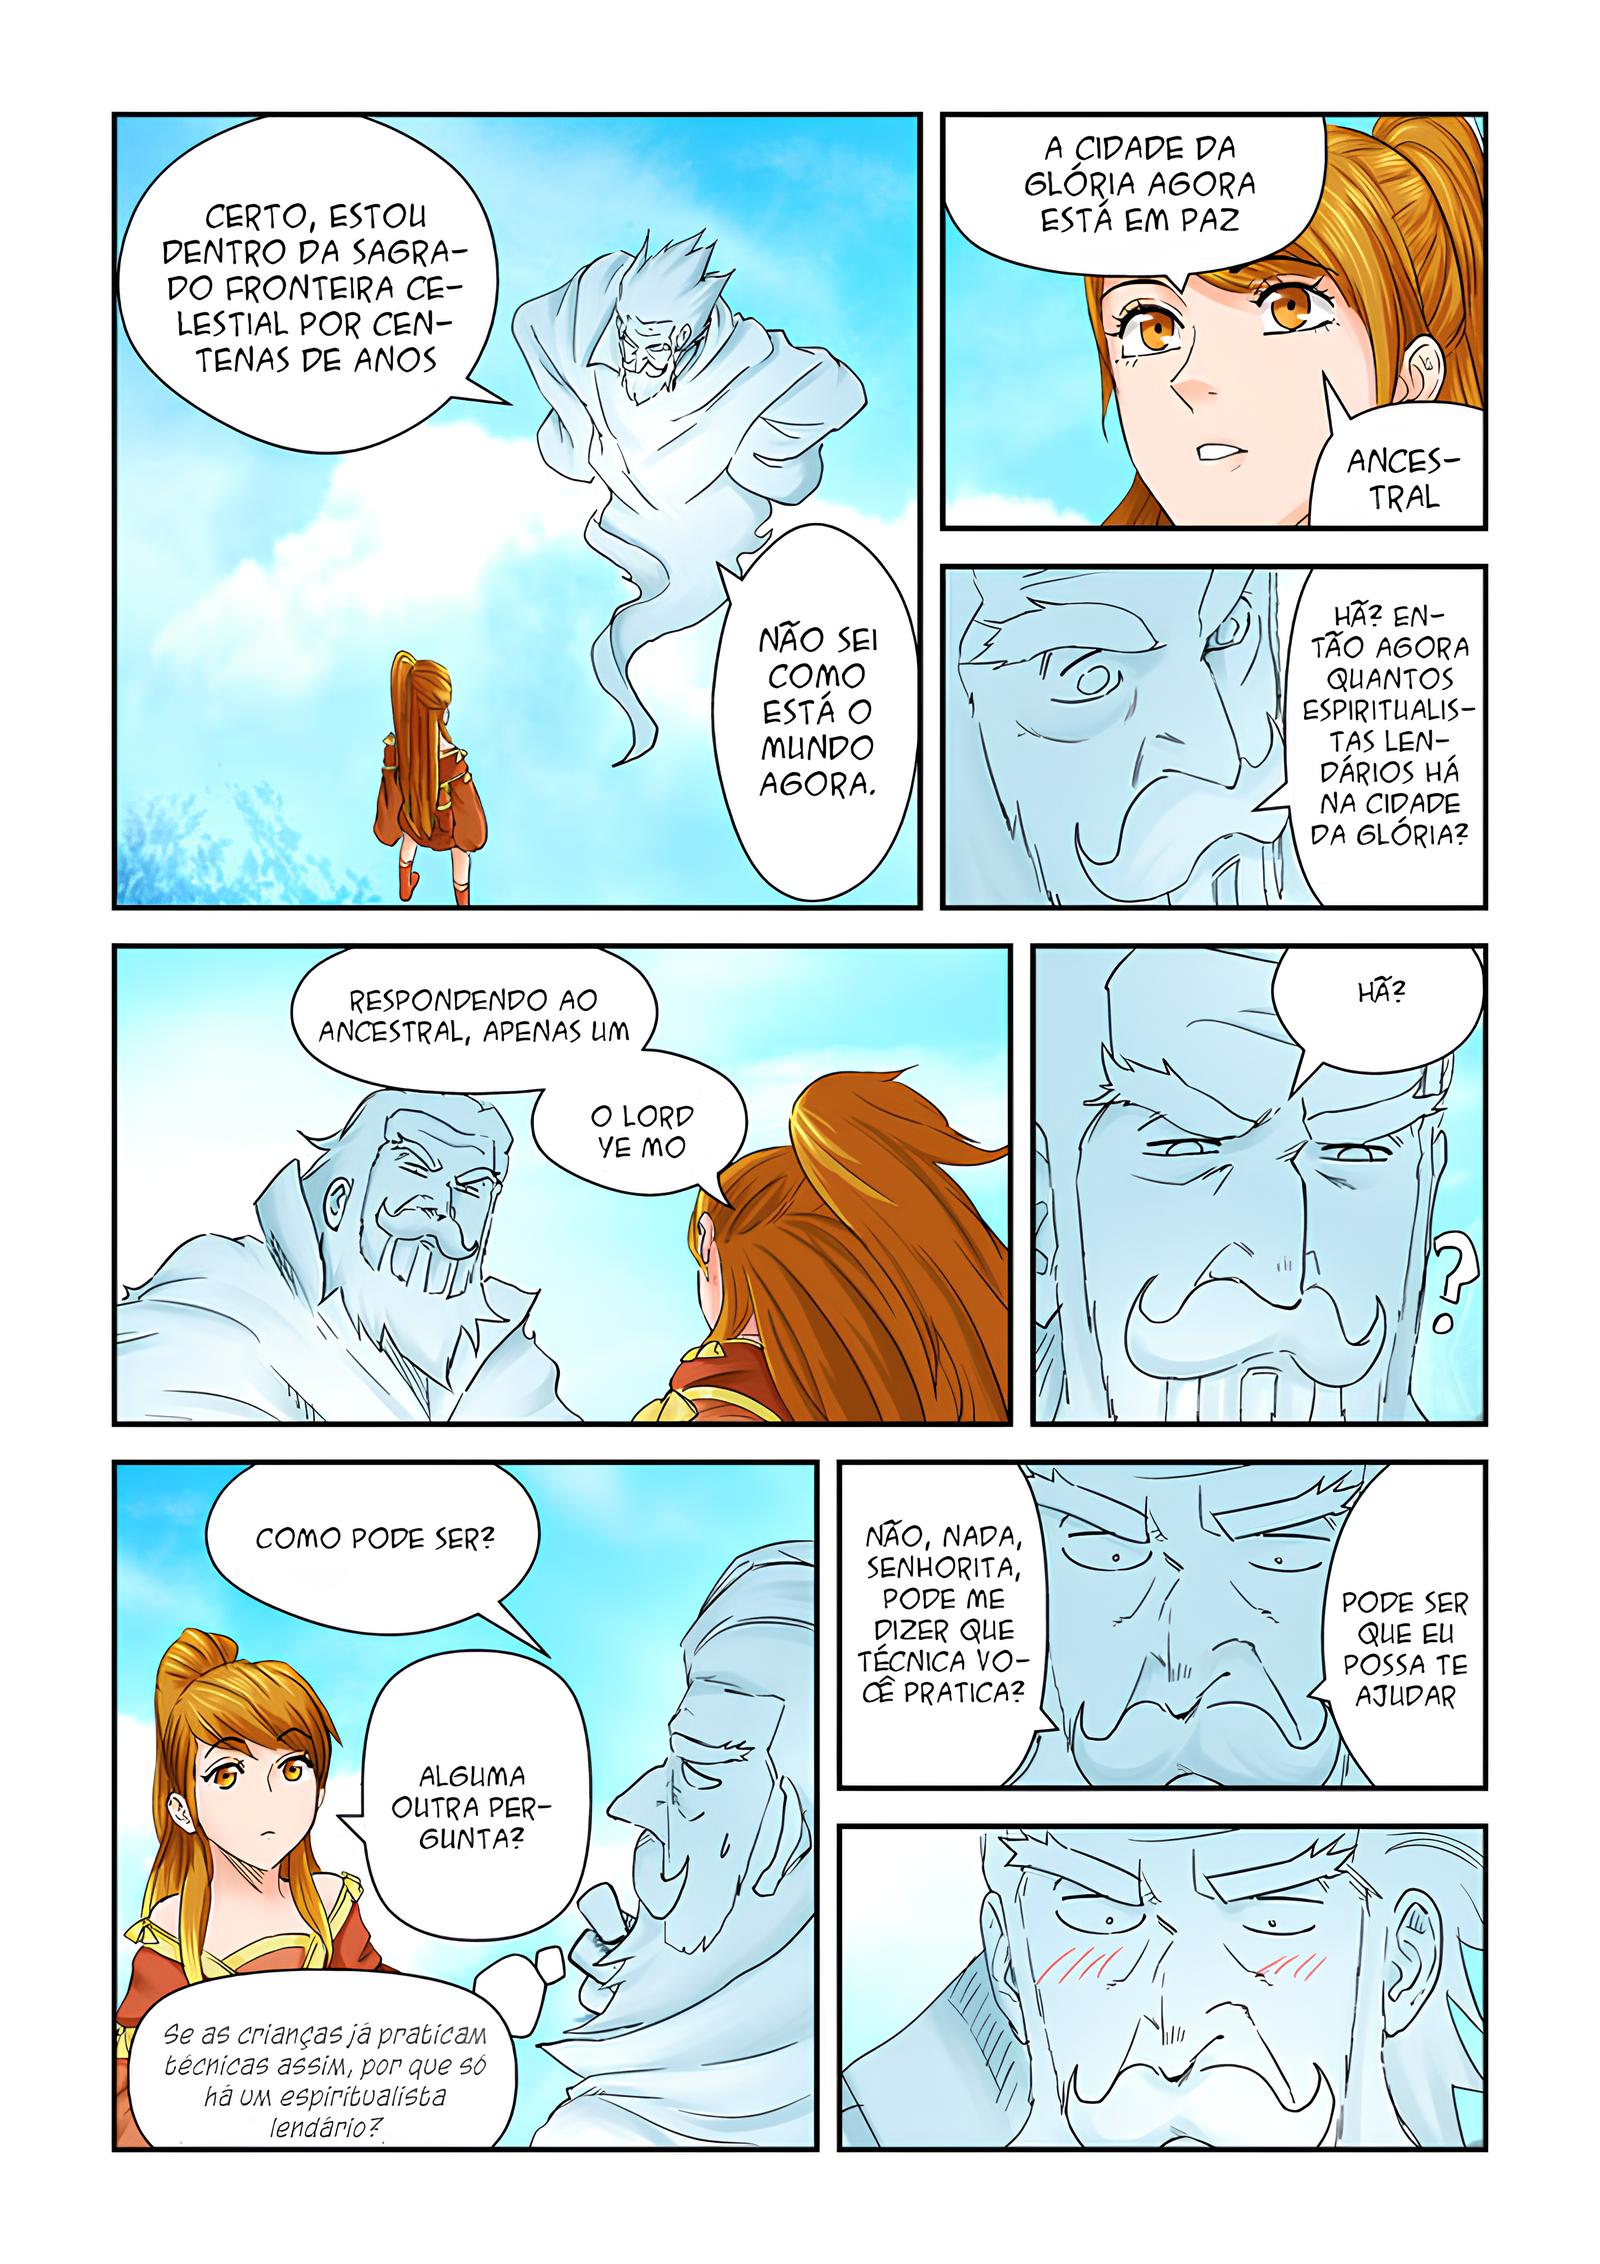 CERTO, ESTOU
DENTRO DA SAGRA-
DO FRONTEIRA CE-
LESTIAL POR CEN-
TENAS DE ANOS
NÃO SEI
COMO
ESTÁ O
MUNDO
AGORA.
A CIDADE DA
GLÓRIA AGORA
ESTÁ EM PAZ
ANCES-
TRAL
HÃ? EN-
TÃO AGORA
QUANTOS
ESPIRITUALIS-
TAS LEN-
DÁRIOS HÁ
NA CIDADE
DA GLÓRIA?
RESPONDENDO AO
ANCESTRAL, APENAS UM
O LORD
YE MO
HÃ?
?
COMO PODE SER?
ALGUMA
OUTRA PER-
GUNTA?
Se as crianças já praticam
técnicas assim, por que só
há um espiritualista
lendário?
NÃO, NADA,
SENHORITA,
PODE ME
DIZER QUE
TÉCNICA VO-
CÊ PRATICA?
PODE SER
QUE EU
POSSA TE
AJUDAR